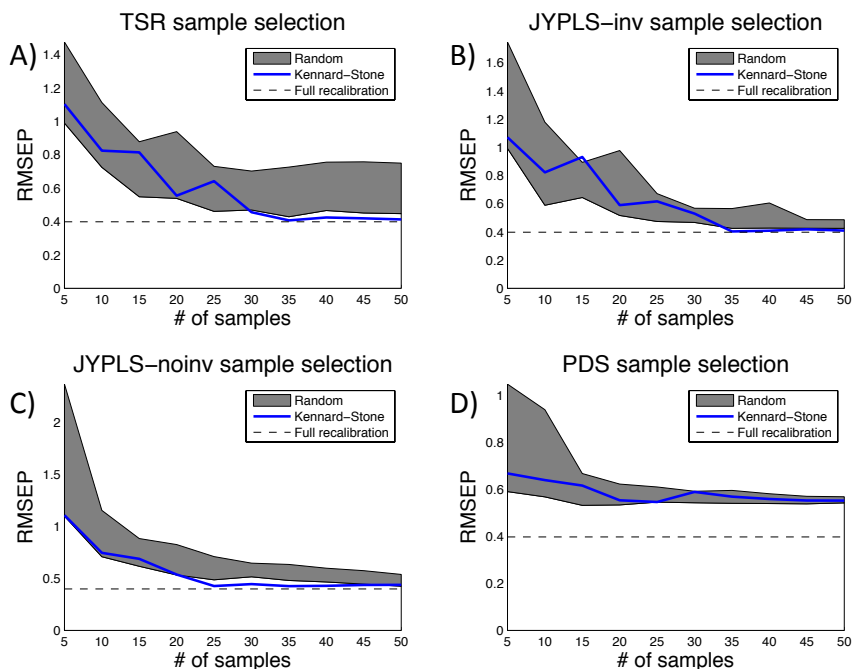 A)
TSR sample selection
RMSEP
1.4
1.2
1
0.8
0.6
0.4
0.2
0
5 10 15 20 25 30 35 40 45 50
# of samples
Random
Kennard-Stone
Full recalibration
B)
JYPLS-inv sample selection
RMSEP
1.6
1.4
1.2
1
0.8
0.6
0.4
0.2
0
5 10 15 20 25 30 35 40 45 50
# of samples
Random
Kennard-Stone
Full recalibration
C)
JYPLS-noinv sample selection
RMSEP
2
1.5
1
0.5
0
5 10 15 20 25 30 35 40 45 50
# of samples
Random
Kennard-Stone
Full recalibration
D)
PDS sample selection
RMSEP
1
0.8
0.6
0.4
0.2
0
5 10 15 20 25 30 35 40 45 50
# of samples
Random
Kennard-Stone
Full recalibration